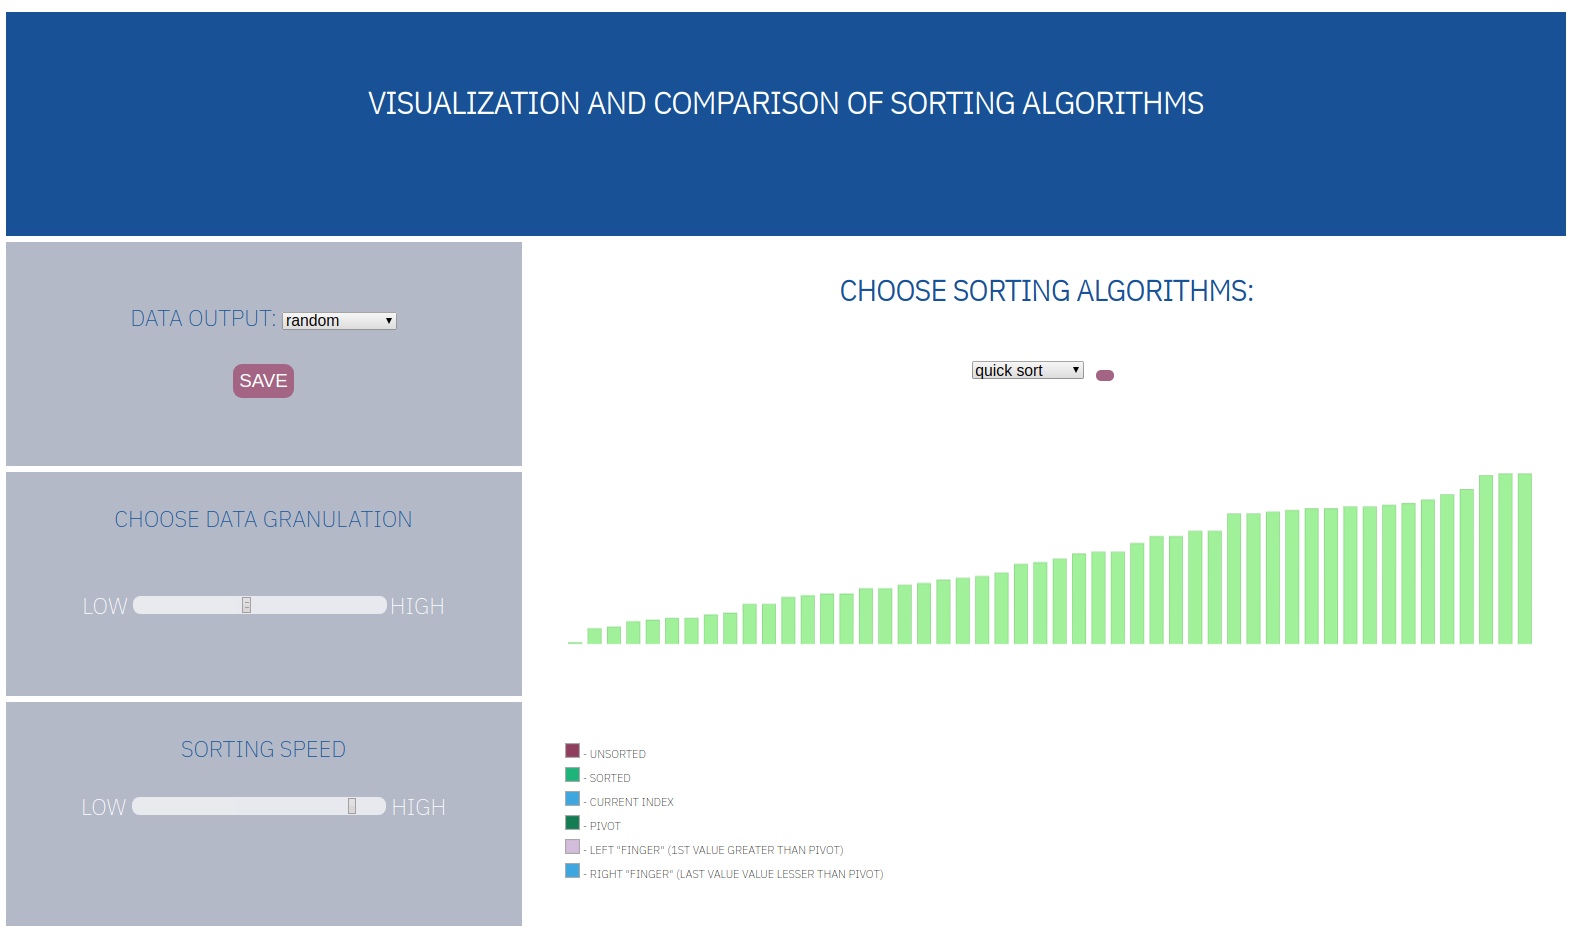 VISUALIZATION AND COMPARISON OF SORTING ALGORITHMS
DATA OUTPUT: random
SAVE
CHOOSE DATA GRANULATION
LOW HIGH
SORTING SPEED
LOW HIGH
CHOOSE SORTING ALGORITHMS:
quick sort
- UNSORTED
- SORTED
- CURRENT INDEX
- PIVOT
- LEFT "FINGER" (1ST VALUE GREATER THAN PIVOT)
- RIGHT "FINGER" (LAST VALUE VALUE LESSER THAN PIVOT)